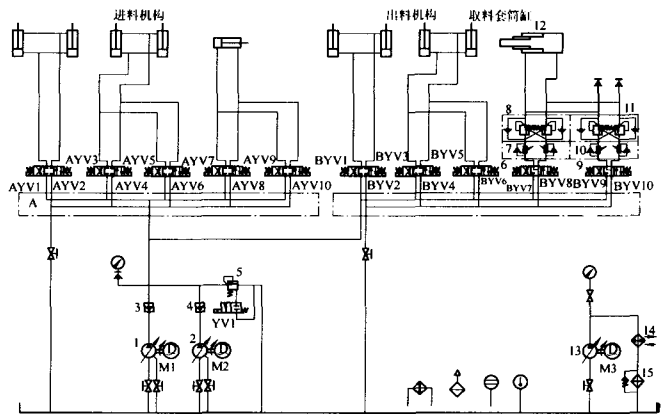 进料机构
出料机构
取料套筒缸
12
8
11
7
10
6
9
AYV3
AYV5
AYV7
AYV9
BYV1
BYV3
BYV5
AYV1
AYV2
AYV4
AYV6
AYV8
AYV10
BYV2
BYV4
BYV6
BYV7
BYV8
BYV9
BYV10
A
5
3
4
YV1
1
M1
2
M2
13
M3
14
15